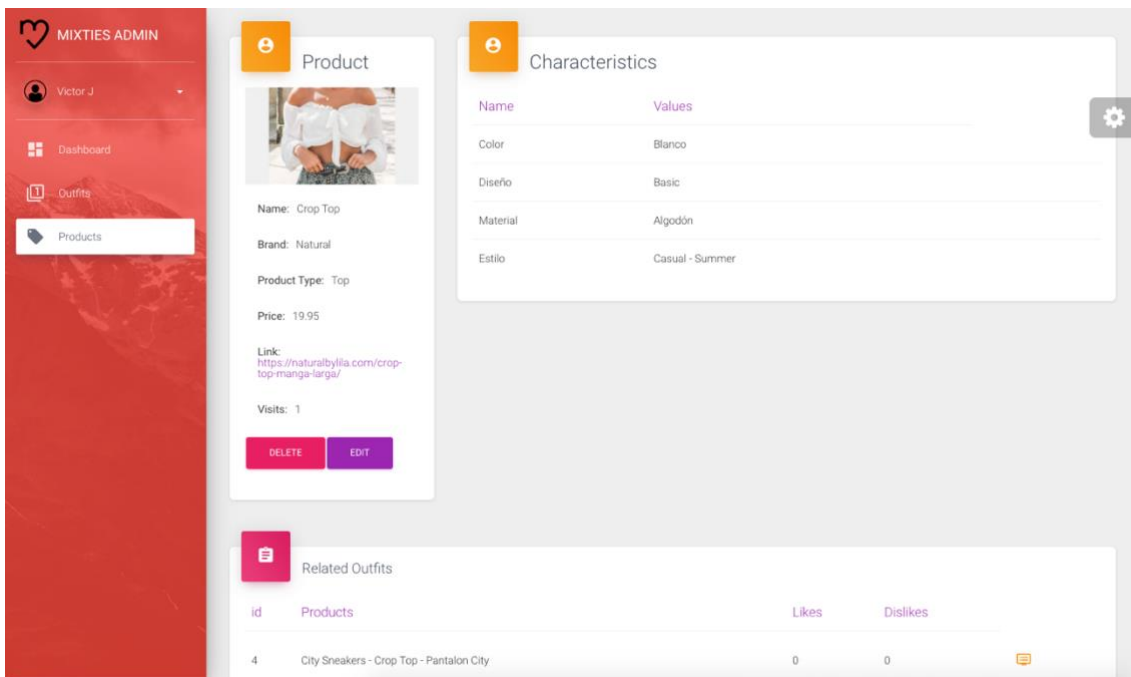 MIXTIES ADMIN
Victor J
Dashboard
1 Outfits
Products
Product
Name: Crop Top
Brand: Natural
Product Type: Top
Price: 19.95
Link:
https://naturalbylila.com/crop-
top-manga-larga/
Visits: 1
DELETE EDIT
Characteristics
Name Values
Color Blanco
Diseño Basic
Material Algodón
Estilo Casual - Summer
Related Outfits
id Products Likes Dislikes
4 City Sneakers - Crop Top - Pantalon City 0 0